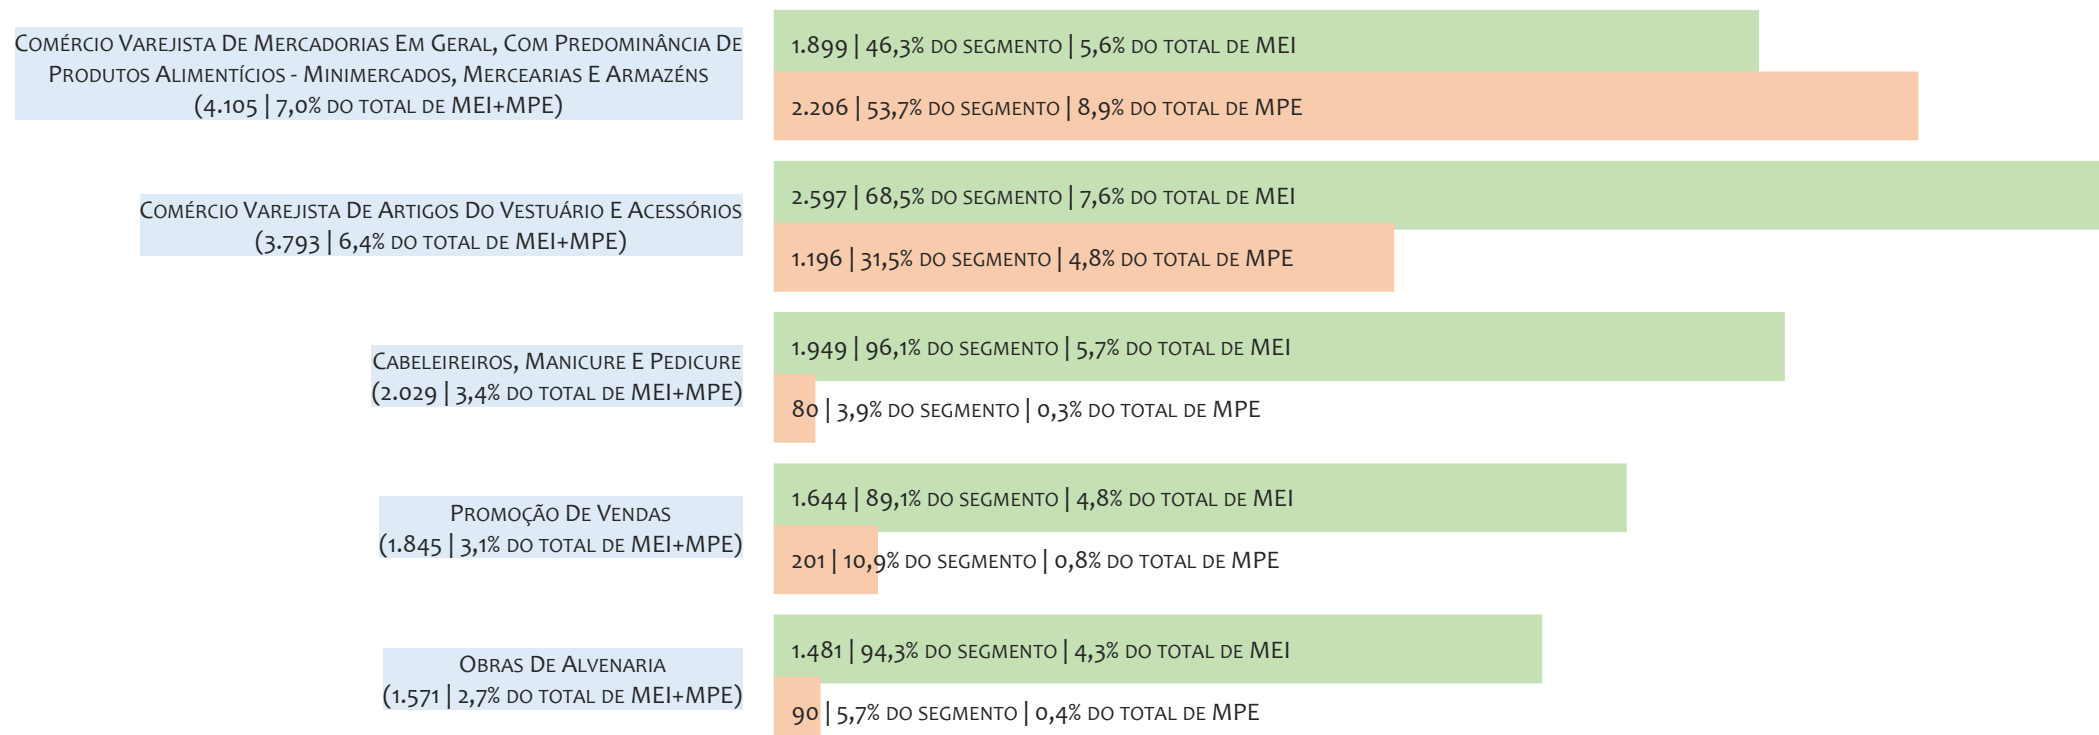 Comércio Varejista De Mercadorias Em Geral, Com Predominância De
Produtos Alimentícios - Minimercados, Mercearias E Armazéns
(4.105 | 7,0% do total de MEI+MPE)
1.899 | 46,3% do segmento | 5,6% do total de MEI
2.206 | 53,7% do segmento | 8,9% do total de MPE
Comércio Varejista De Artigos Do Vestuário E Acessórios
(3.793 | 6,4% do total de MEI+MPE)
2.597 | 68,5% do segmento | 7,6% do total de MEI
1.196 | 31,5% do segmento | 4,8% do total de MPE
Cabeleireiros, Manicure E Pedicure
(2.029 | 3,4% do total de MEI+MPE)
1.949 | 96,1% do segmento | 5,7% do total de MEI
80 | 3,9% do segmento | 0,3% do total de MPE
Promoção De Vendas
(1.845 | 3,1% do total de MEI+MPE)
1.644 | 89,1% do segmento | 4,8% do total de MEI
201 | 10,9% do segmento | 0,8% do total de MPE
Obras De Alvenaria
(1.571 | 2,7% do total de MEI+MPE)
1.481 | 94,3% do segmento | 4,3% do total de MEI
90 | 5,7% do segmento | 0,4% do total de MPE